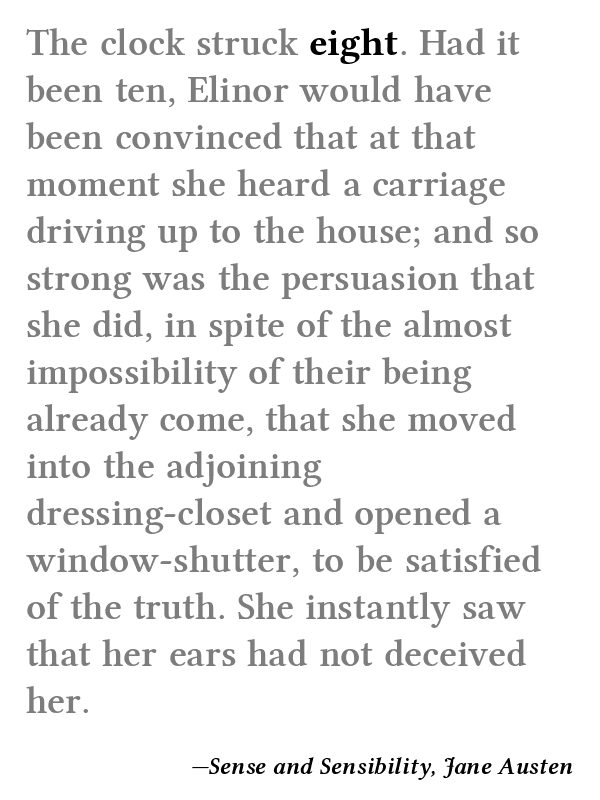 The clock struck eight. Had it
been ten, Elinor would have
been convinced that at that
moment she heard a carriage
driving up to the house; and so
strong was the persuasion that
she did, in spite of the almost
impossibility of their being
already come, that she moved
into the adjoining
dressing-closet and opened a
window-shutter, to be satisfied
of the truth. She instantly saw
that her ears had not deceived
her.
—Sense and Sensibility, Jane Austen